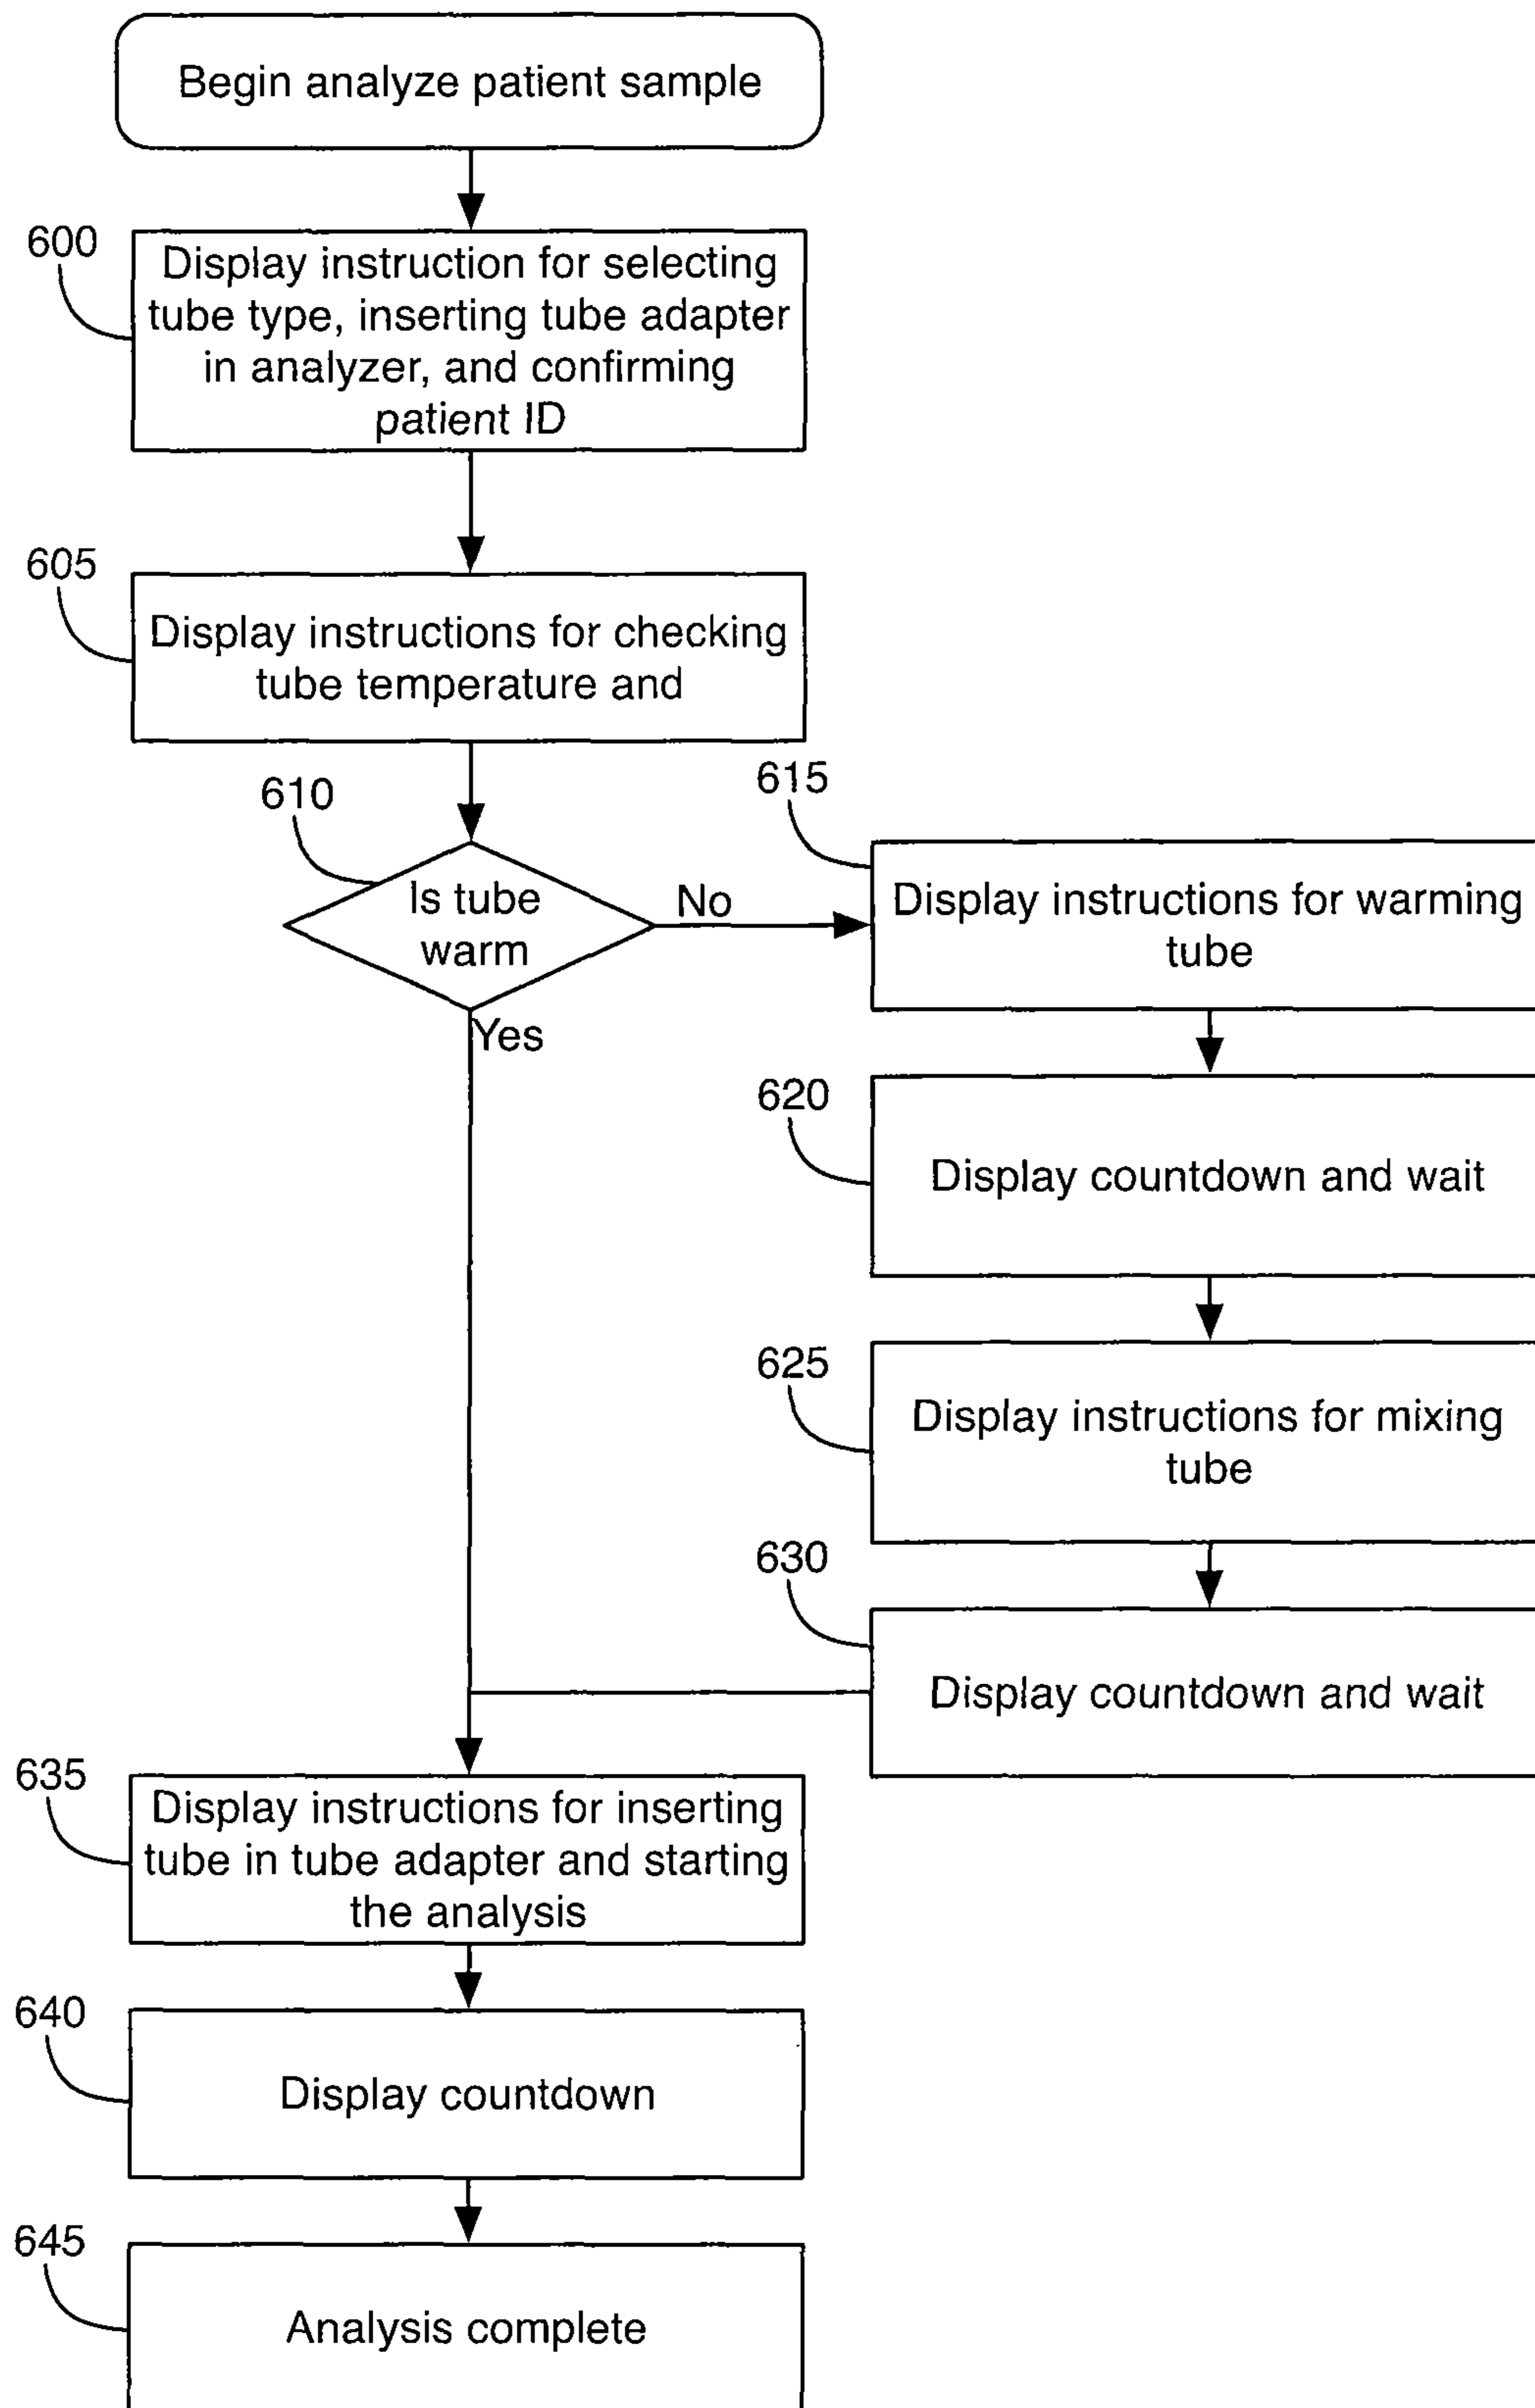 Begin analyze patient sample
600
Display instruction for selecting
tube type, inserting tube adapter
in analyzer, and confirming
patient ID
605
Display instructions for checking
tube temperature and
610
Is tube
warm
No
Yes
615
Display instructions for warming
tube
620
Display countdown and wait
625
Display instructions for mixing
tube
630
Display countdown and wait
635
Display instructions for inserting
tube in tube adapter and starting
the analysis
640
Display countdown
645
Analysis complete